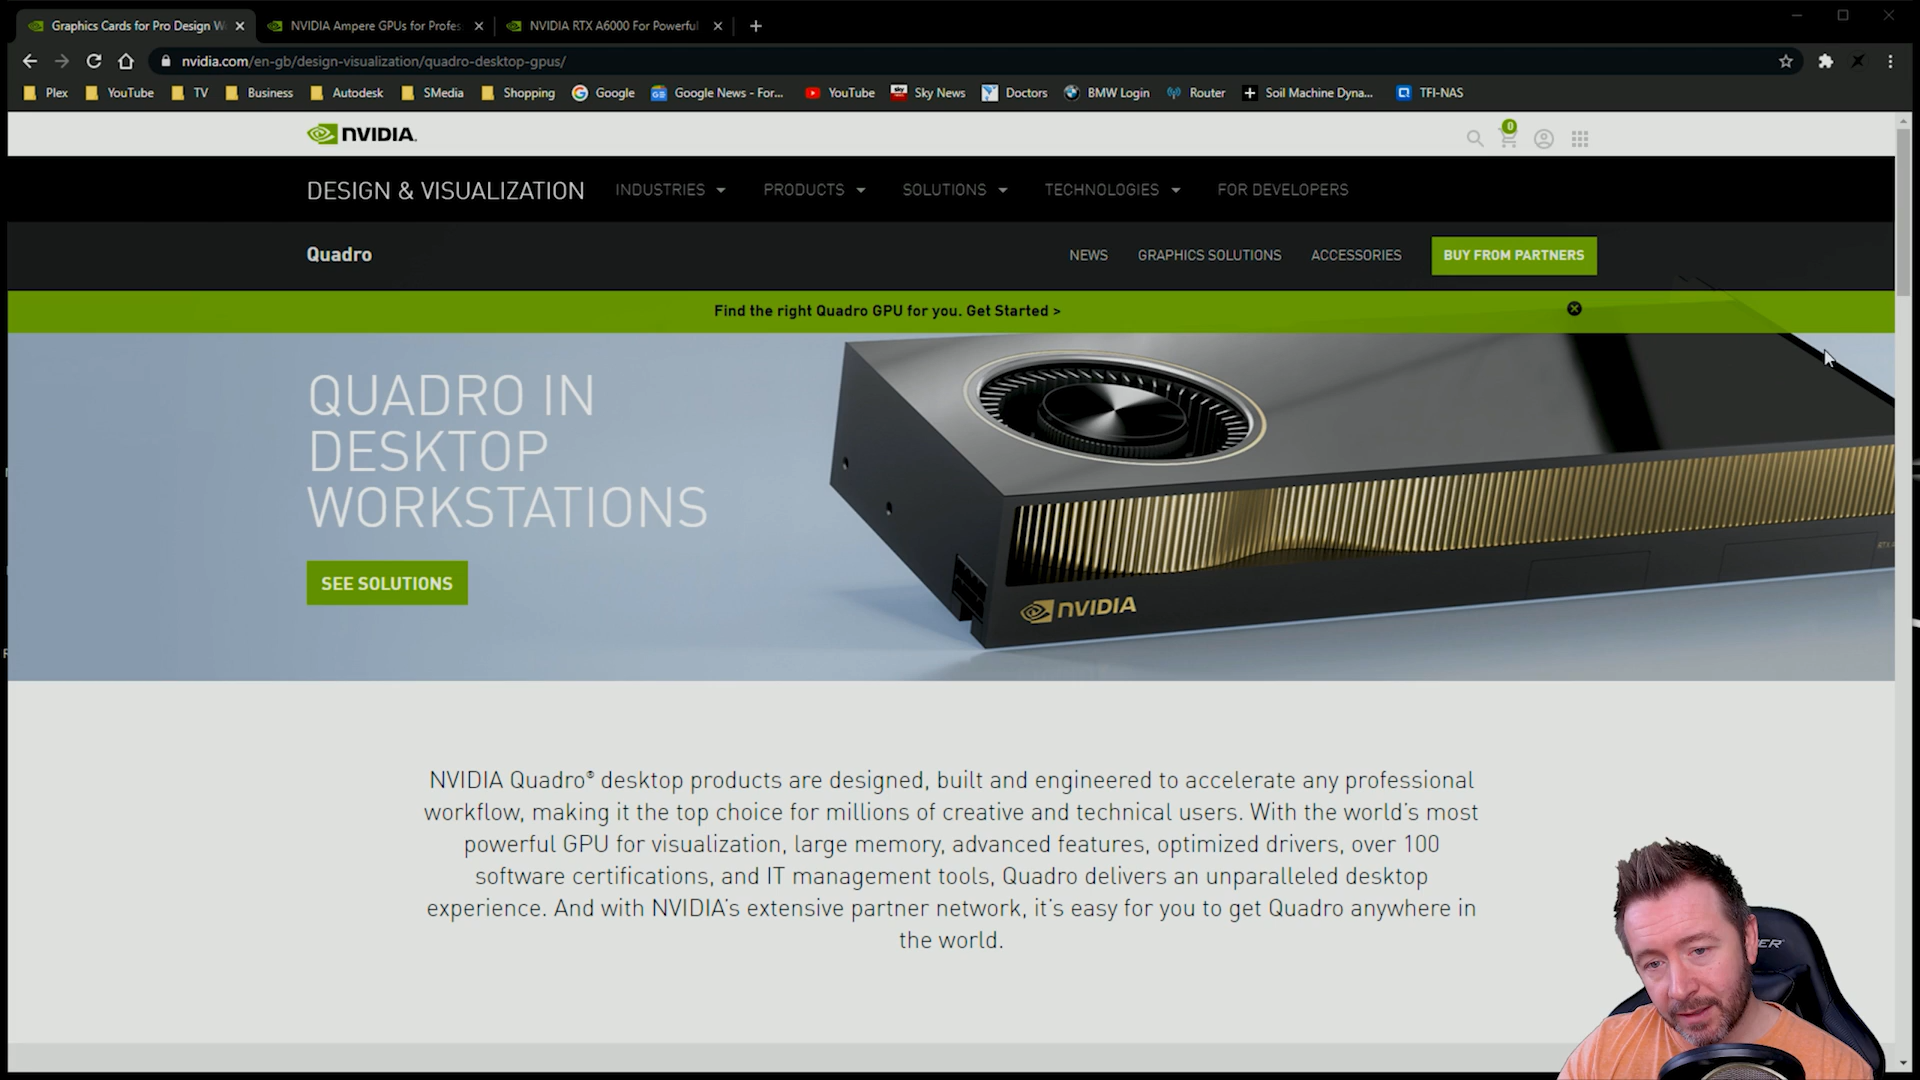 Graphics Cards for Pro Design W
NVIDIA Ampere GPUs for Profes
NVIDIA RTX A6000 For Powerful
nvidia.com/en-gb/design-visualization/quadro-desktop-gpus/
Plex YouTube TV Business Autodesk SMedia Shopping Google Google News - For... YouTube Sky News Doctors BMW Login Router Soil Machine Dyna... TFI-NAS
NVIDIA.
0
DESIGN & VISUALIZATION INDUSTRIES PRODUCTS SOLUTIONS TECHNOLOGIES FOR DEVELOPERS
Quadro NEWS GRAPHICS SOLUTIONS ACCESSORIES BUY FROM PARTNERS
Find the right Quadro GPU for you. Get Started >
QUADRO IN
DESKTOP
WORKSTATIONS
SEE SOLUTIONS
NVIDIA
NVIDIA Quadro® desktop products are designed, built and engineered to accelerate any professional
workflow, making it the top choice for millions of creative and technical users. With the world's most
powerful GPU for visualization, large memory, advanced features, optimized drivers, over 100
software certifications, and IT management tools, Quadro delivers an unparalleled desktop
experience. And with NVIDIA's extensive partner network, it's easy for you to get Quadro anywhere in
the world.